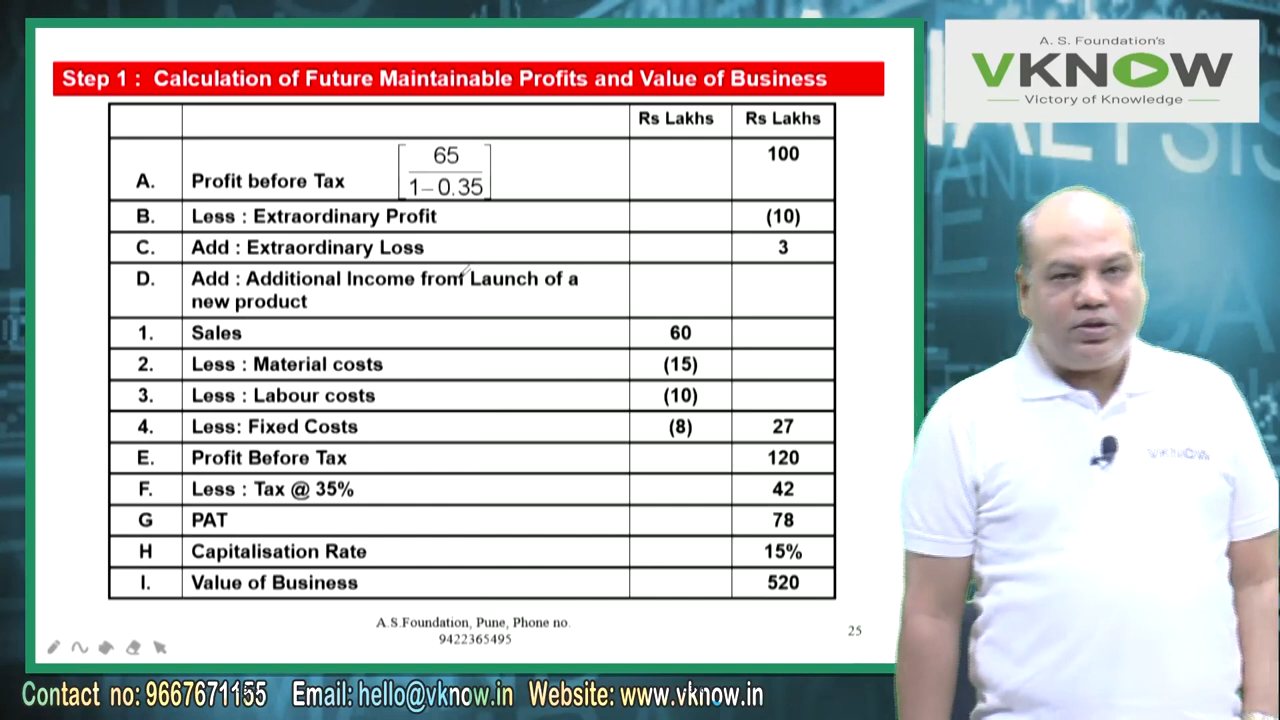 A. S. Foundation's
VKNOW
Victory of Knowledge
Step 1 : Calculation of Future Maintainable Profits and Value of Business
Rs Lakhs Rs Lakhs
A. Profit before Tax [65 / 1-0.35] 100
B. Less : Extraordinary Profit (10)
C. Add : Extraordinary Loss 3
D. Add : Additional Income from Launch of a
new product
1. Sales 60
2. Less : Material costs (15)
3. Less : Labour costs (10)
4. Less: Fixed Costs (8) 27
E. Profit Before Tax 120
F. Less : Tax @ 35% 42
G PAT 78
H Capitalisation Rate 15%
I. Value of Business 520
A.S.Foundation, Pune, Phone no.
9422365495
25
VKNOW
Contact no: 9667671155 Email: hello@vknow.in Website: www.vknow.in